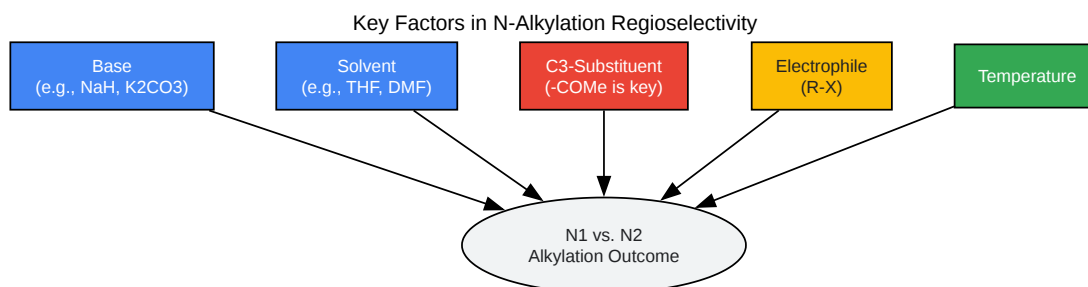 Key Factors in N-Alkylation Regioselectivity
Base
(e.g., NaH, K2CO3)
Solvent
(e.g., THF, DMF)
C3-Substituent
(-COMe is key)
Electrophile
(R-X)
Temperature
N1 vs. N2
Alkylation Outcome